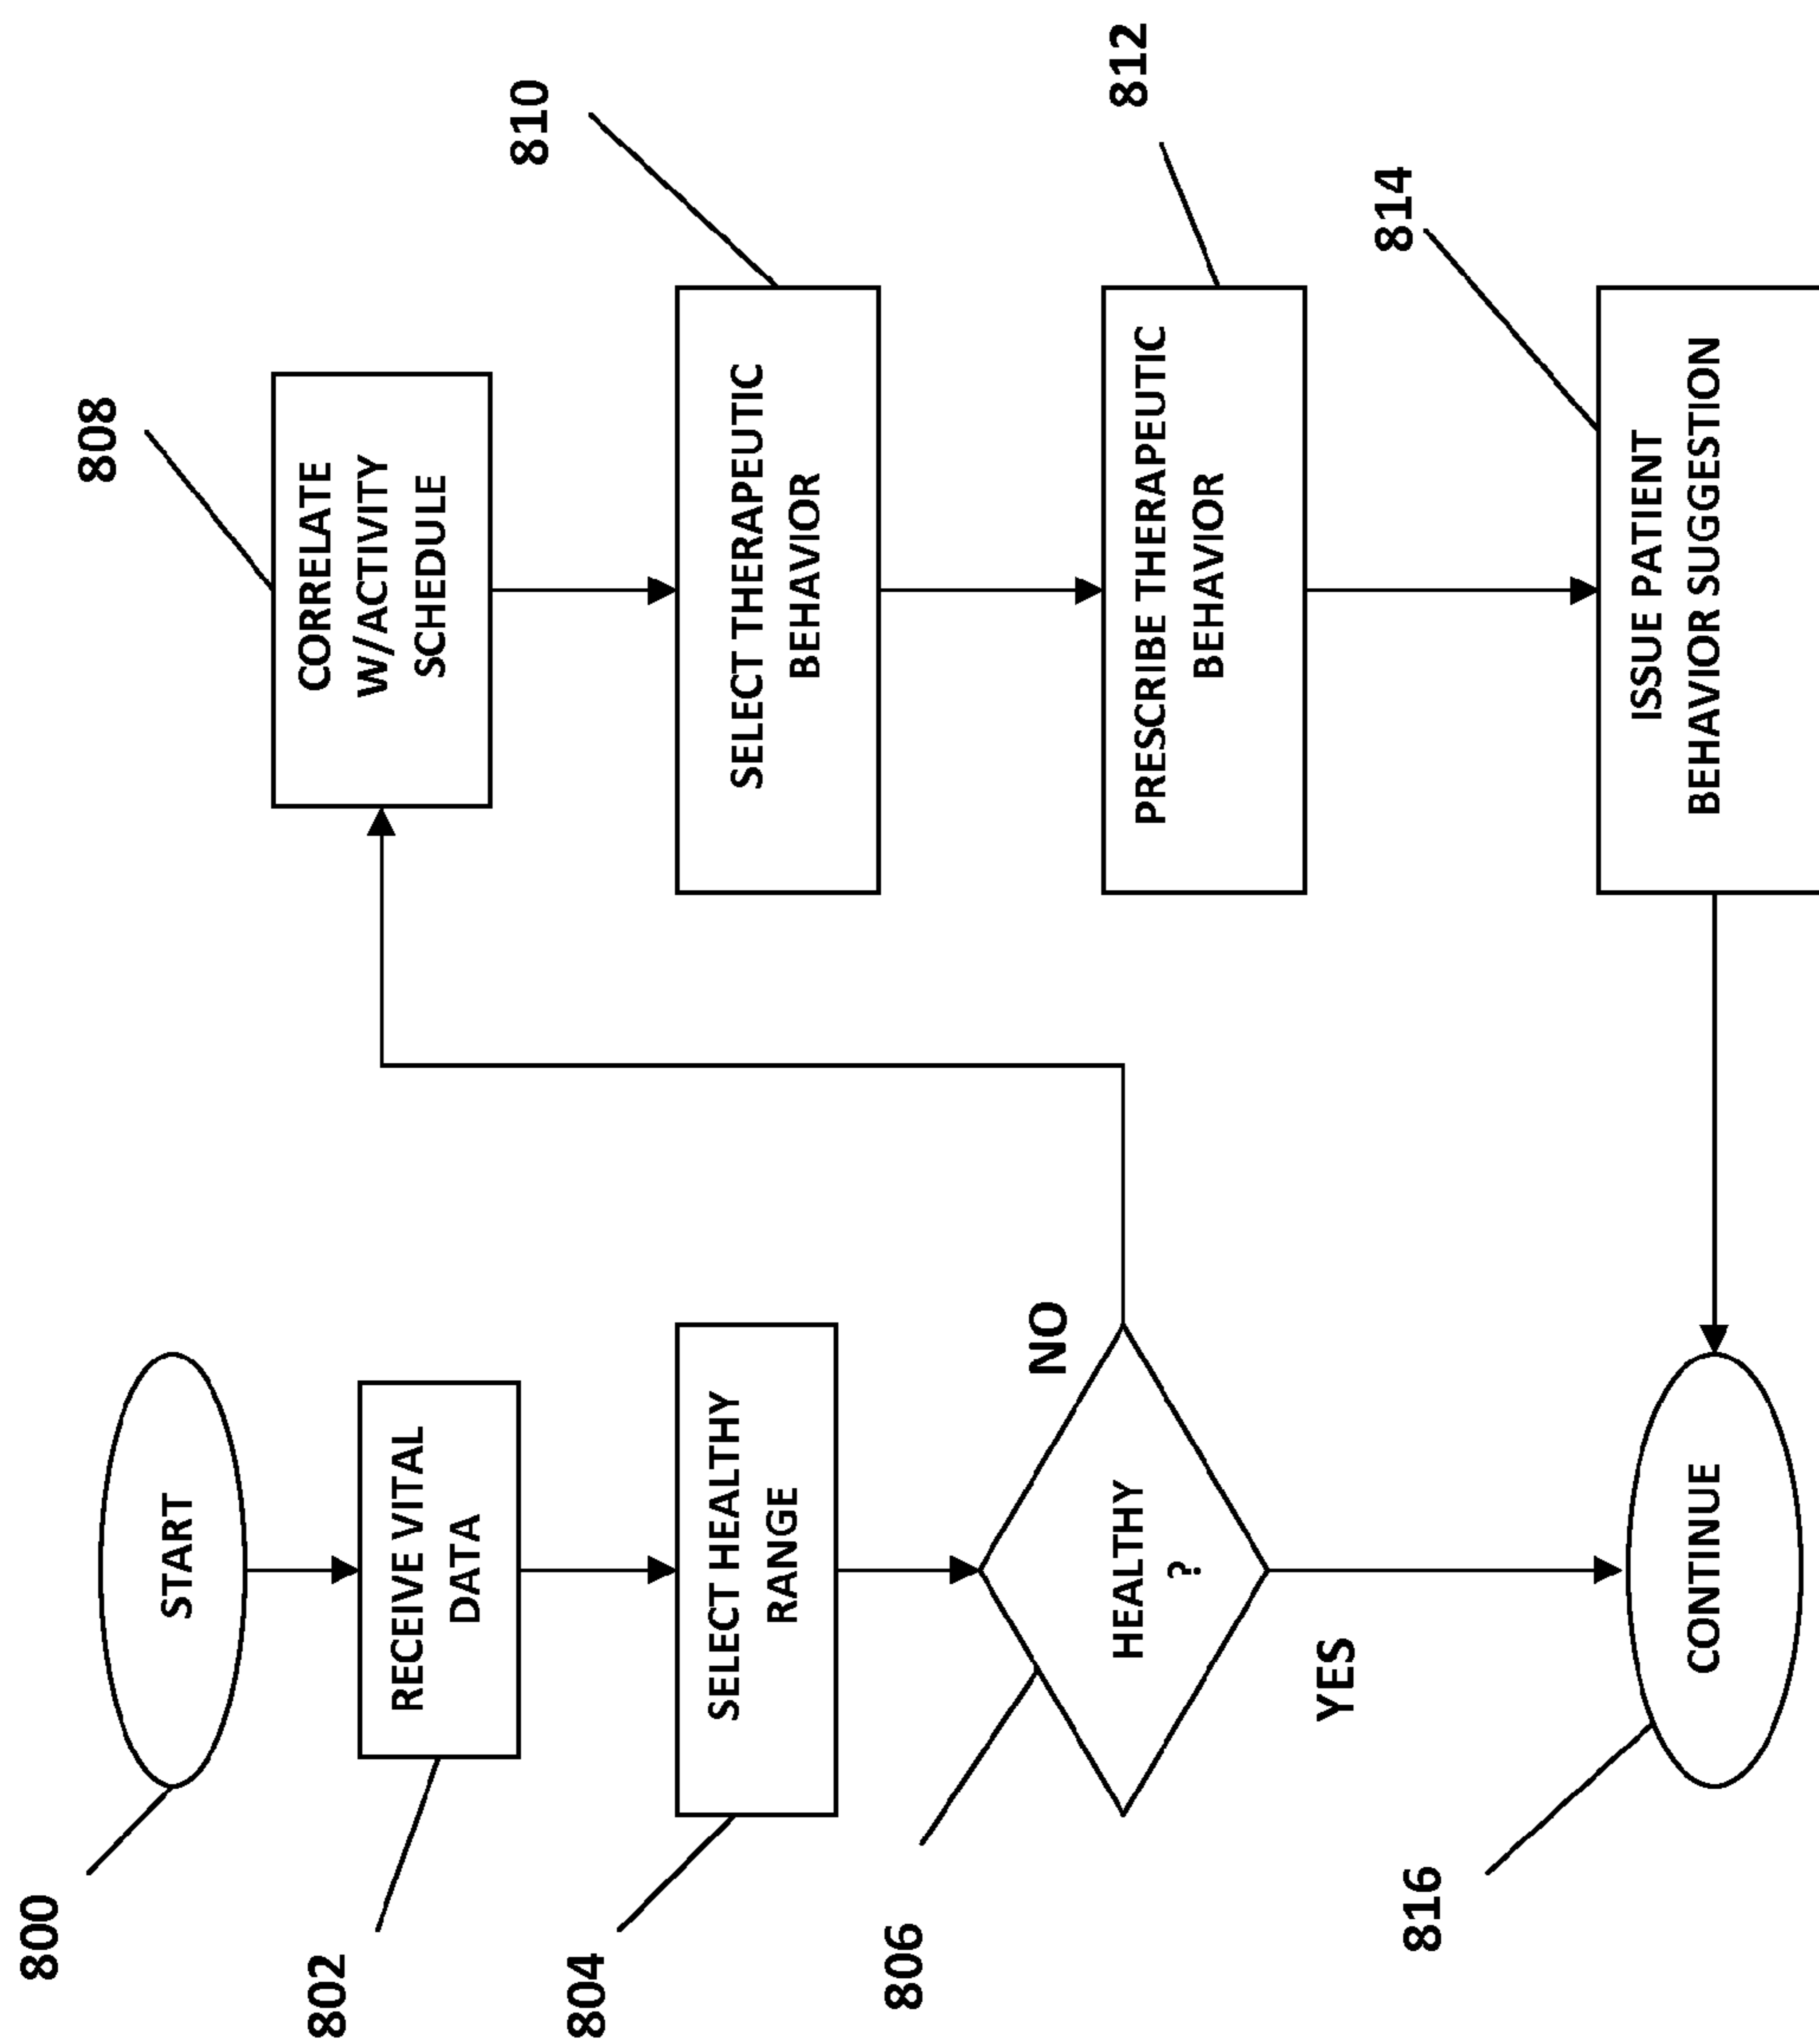 800
START
802
RECEIVE VITAL
DATA
804
SELECT HEALTHY
RANGE
806
HEALTHY
?
NO
YES
808
CORRELATE
W/ACTIVITY
SCHEDULE
810
SELECT THERAPEUTIC
BEHAVIOR
812
PRESCRIBE THERAPEUTIC
BEHAVIOR
814
ISSUE PATIENT
BEHAVIOR SUGGESTION
816
CONTINUE